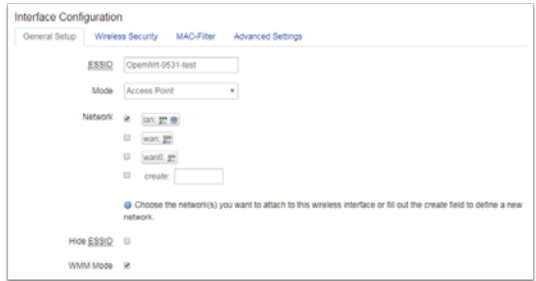 Interface Configuration
General Setup Wireless Security MAC-Filter Advanced Settings
ESSID OpenWrt-9531-test
Mode Access Point
Network lan:
wan:
wan6:
create:
Choose the network(s) you want to attach to this wireless interface or fill out the create field to define a new
network.
Hide ESSID
WMM Mode